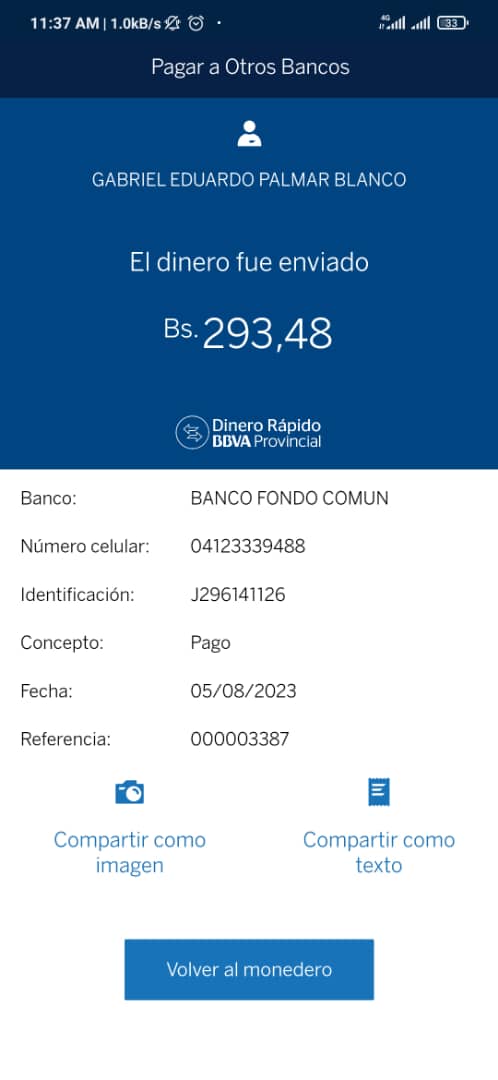 11:37 AM | 1.0kB/s
4G
33
Pagar a Otros Bancos
GABRIEL EDUARDO PALMAR BLANCO
El dinero fue enviado
Bs. 293,48
Dinero Rápido
BBVA Provincial
Banco: BANCO FONDO COMUN
Número celular: 04123339488
Identificación: J296141126
Concepto: Pago
Fecha: 05/08/2023
Referencia: 000003387
Compartir como
imagen
Compartir como
texto
Volver al monedero